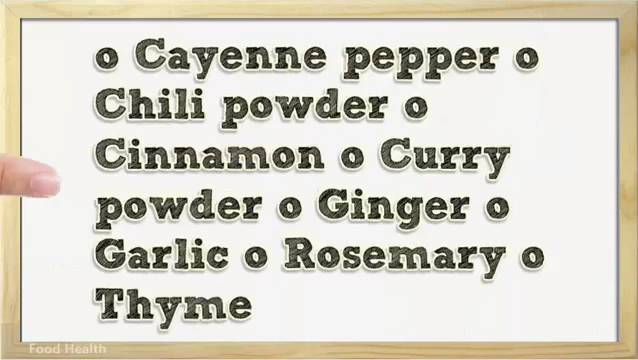 o Cayenne pepper o
Chili powder o
Cinnamon o Curry
powder o Ginger o
Garlic o Rosemary o
Thyme
Food Health